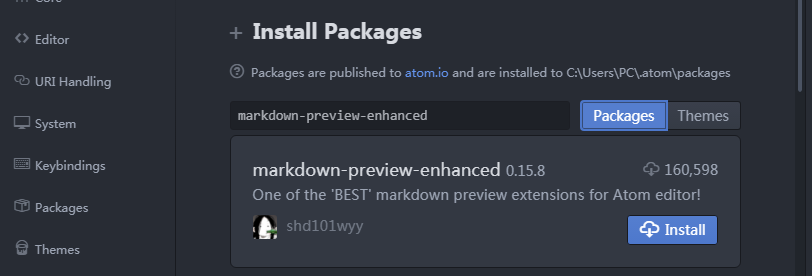 Core
Editor
URI Handling
System
Keybindings
Packages
Themes
Install Packages
Packages are published to atom.io and are installed to C:\Users\PC\.atom\packages
markdown-preview-enhanced
Packages Themes
markdown-preview-enhanced 0.15.8 160,598
One of the 'BEST' markdown preview extensions for Atom editor!
shd101wyy
Install